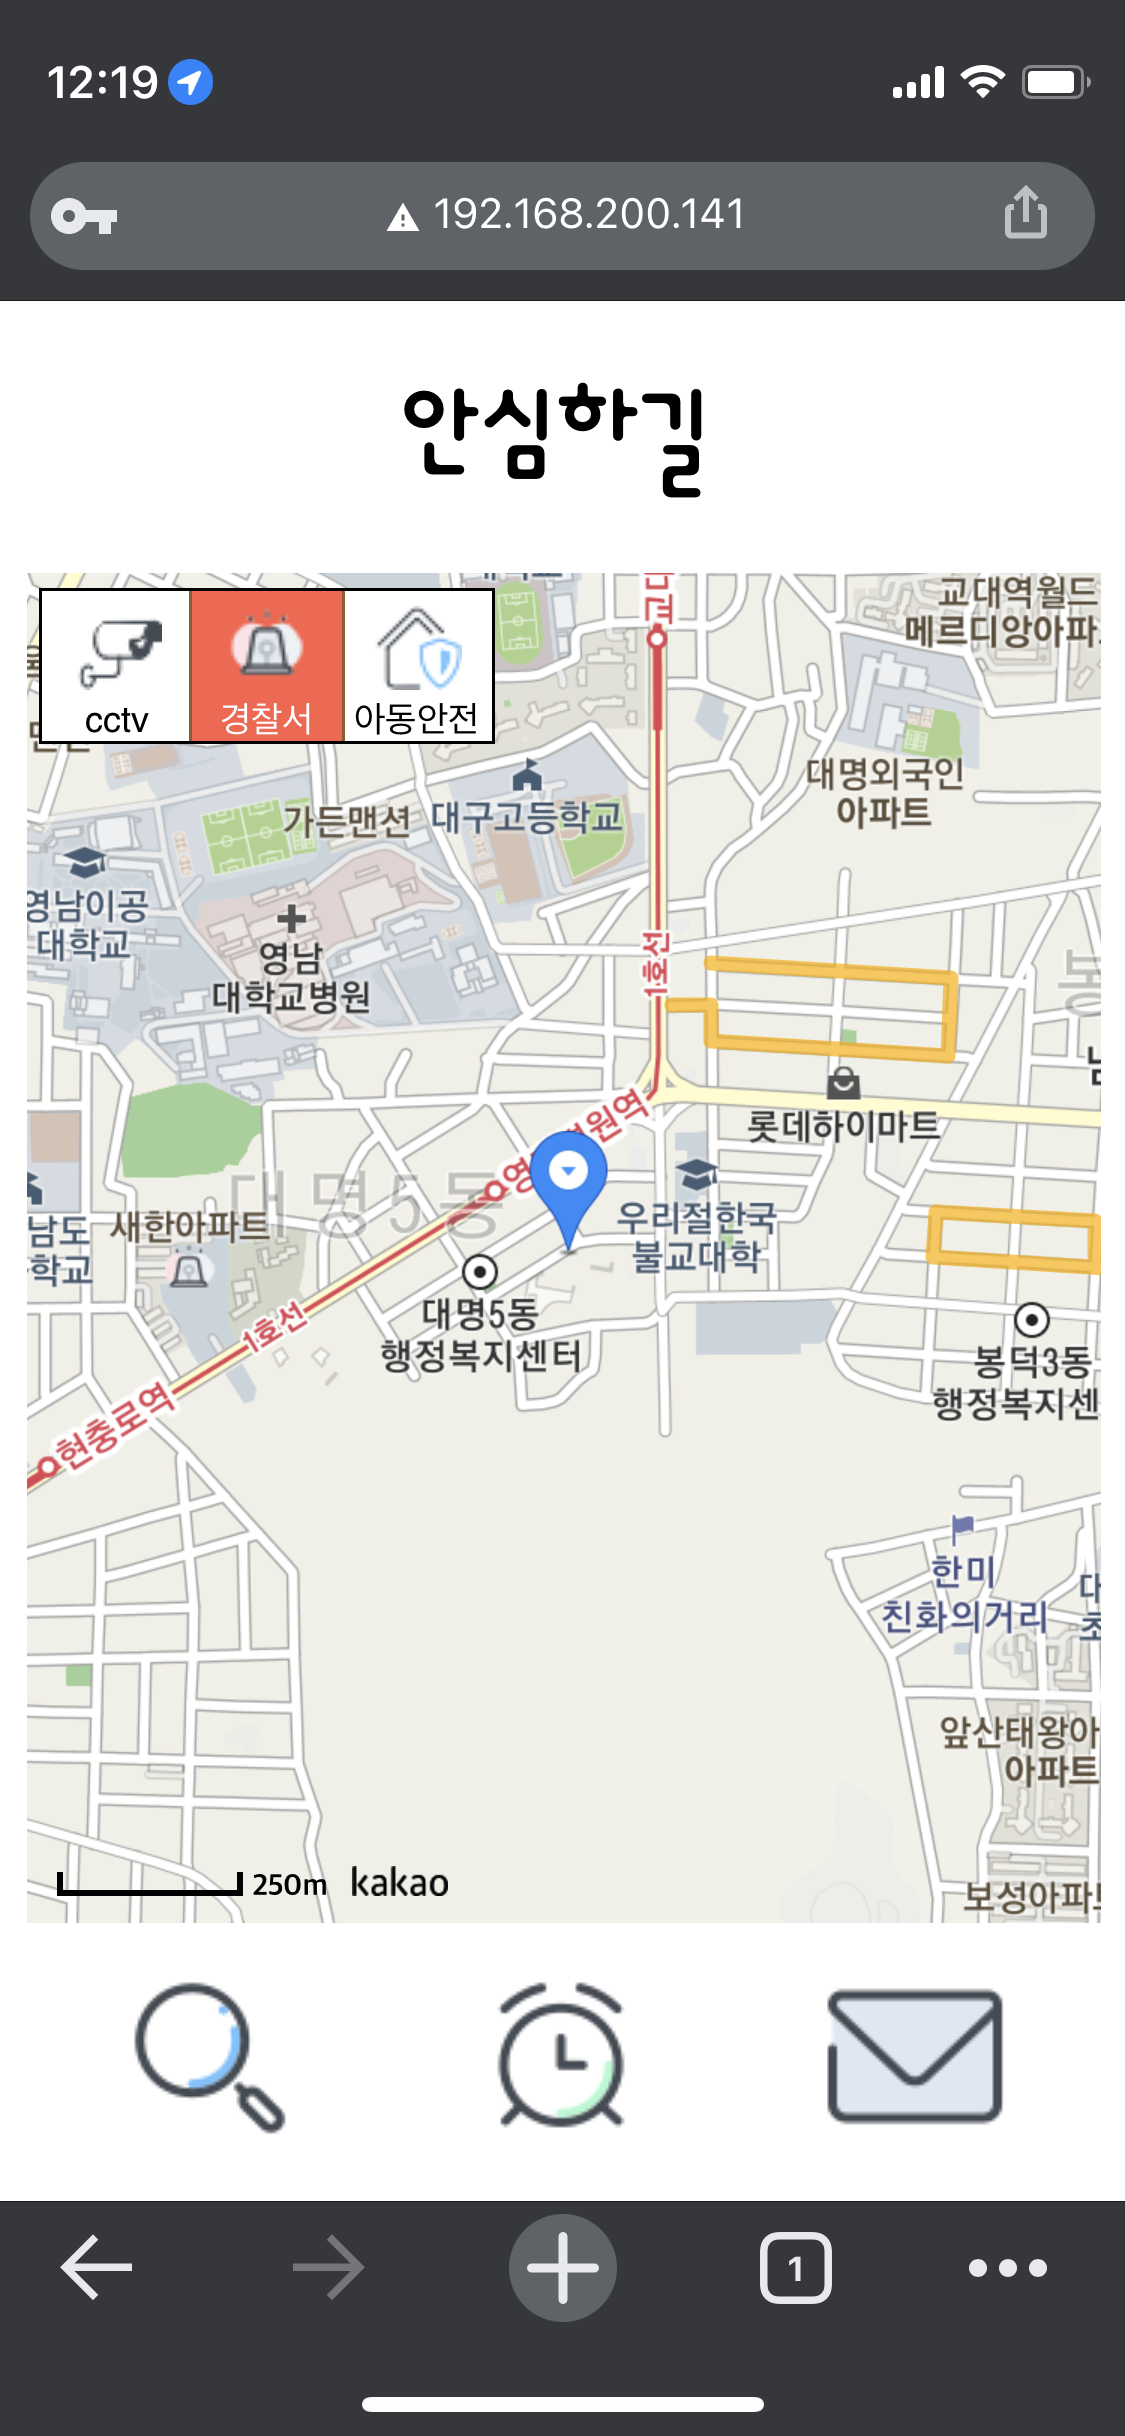 12:19
192.168.200.141
안심하길
교대역월드
메르디앙아파
cctv
경찰서
아동안전
대명외국인
아파트
가든맨션
대구고등학교
영남이공
대학교
영남
대학교병원
1호선
롯데하이마트
대명5동
새한아파트
우리절한국
불교대학
남도
학교
대명5동
행정복지센터
1호선
봉덕3동
행정복지센
현충로역
한미
친화의거리
앞산태왕아
아파트
보성아파트
250m
kakao
1